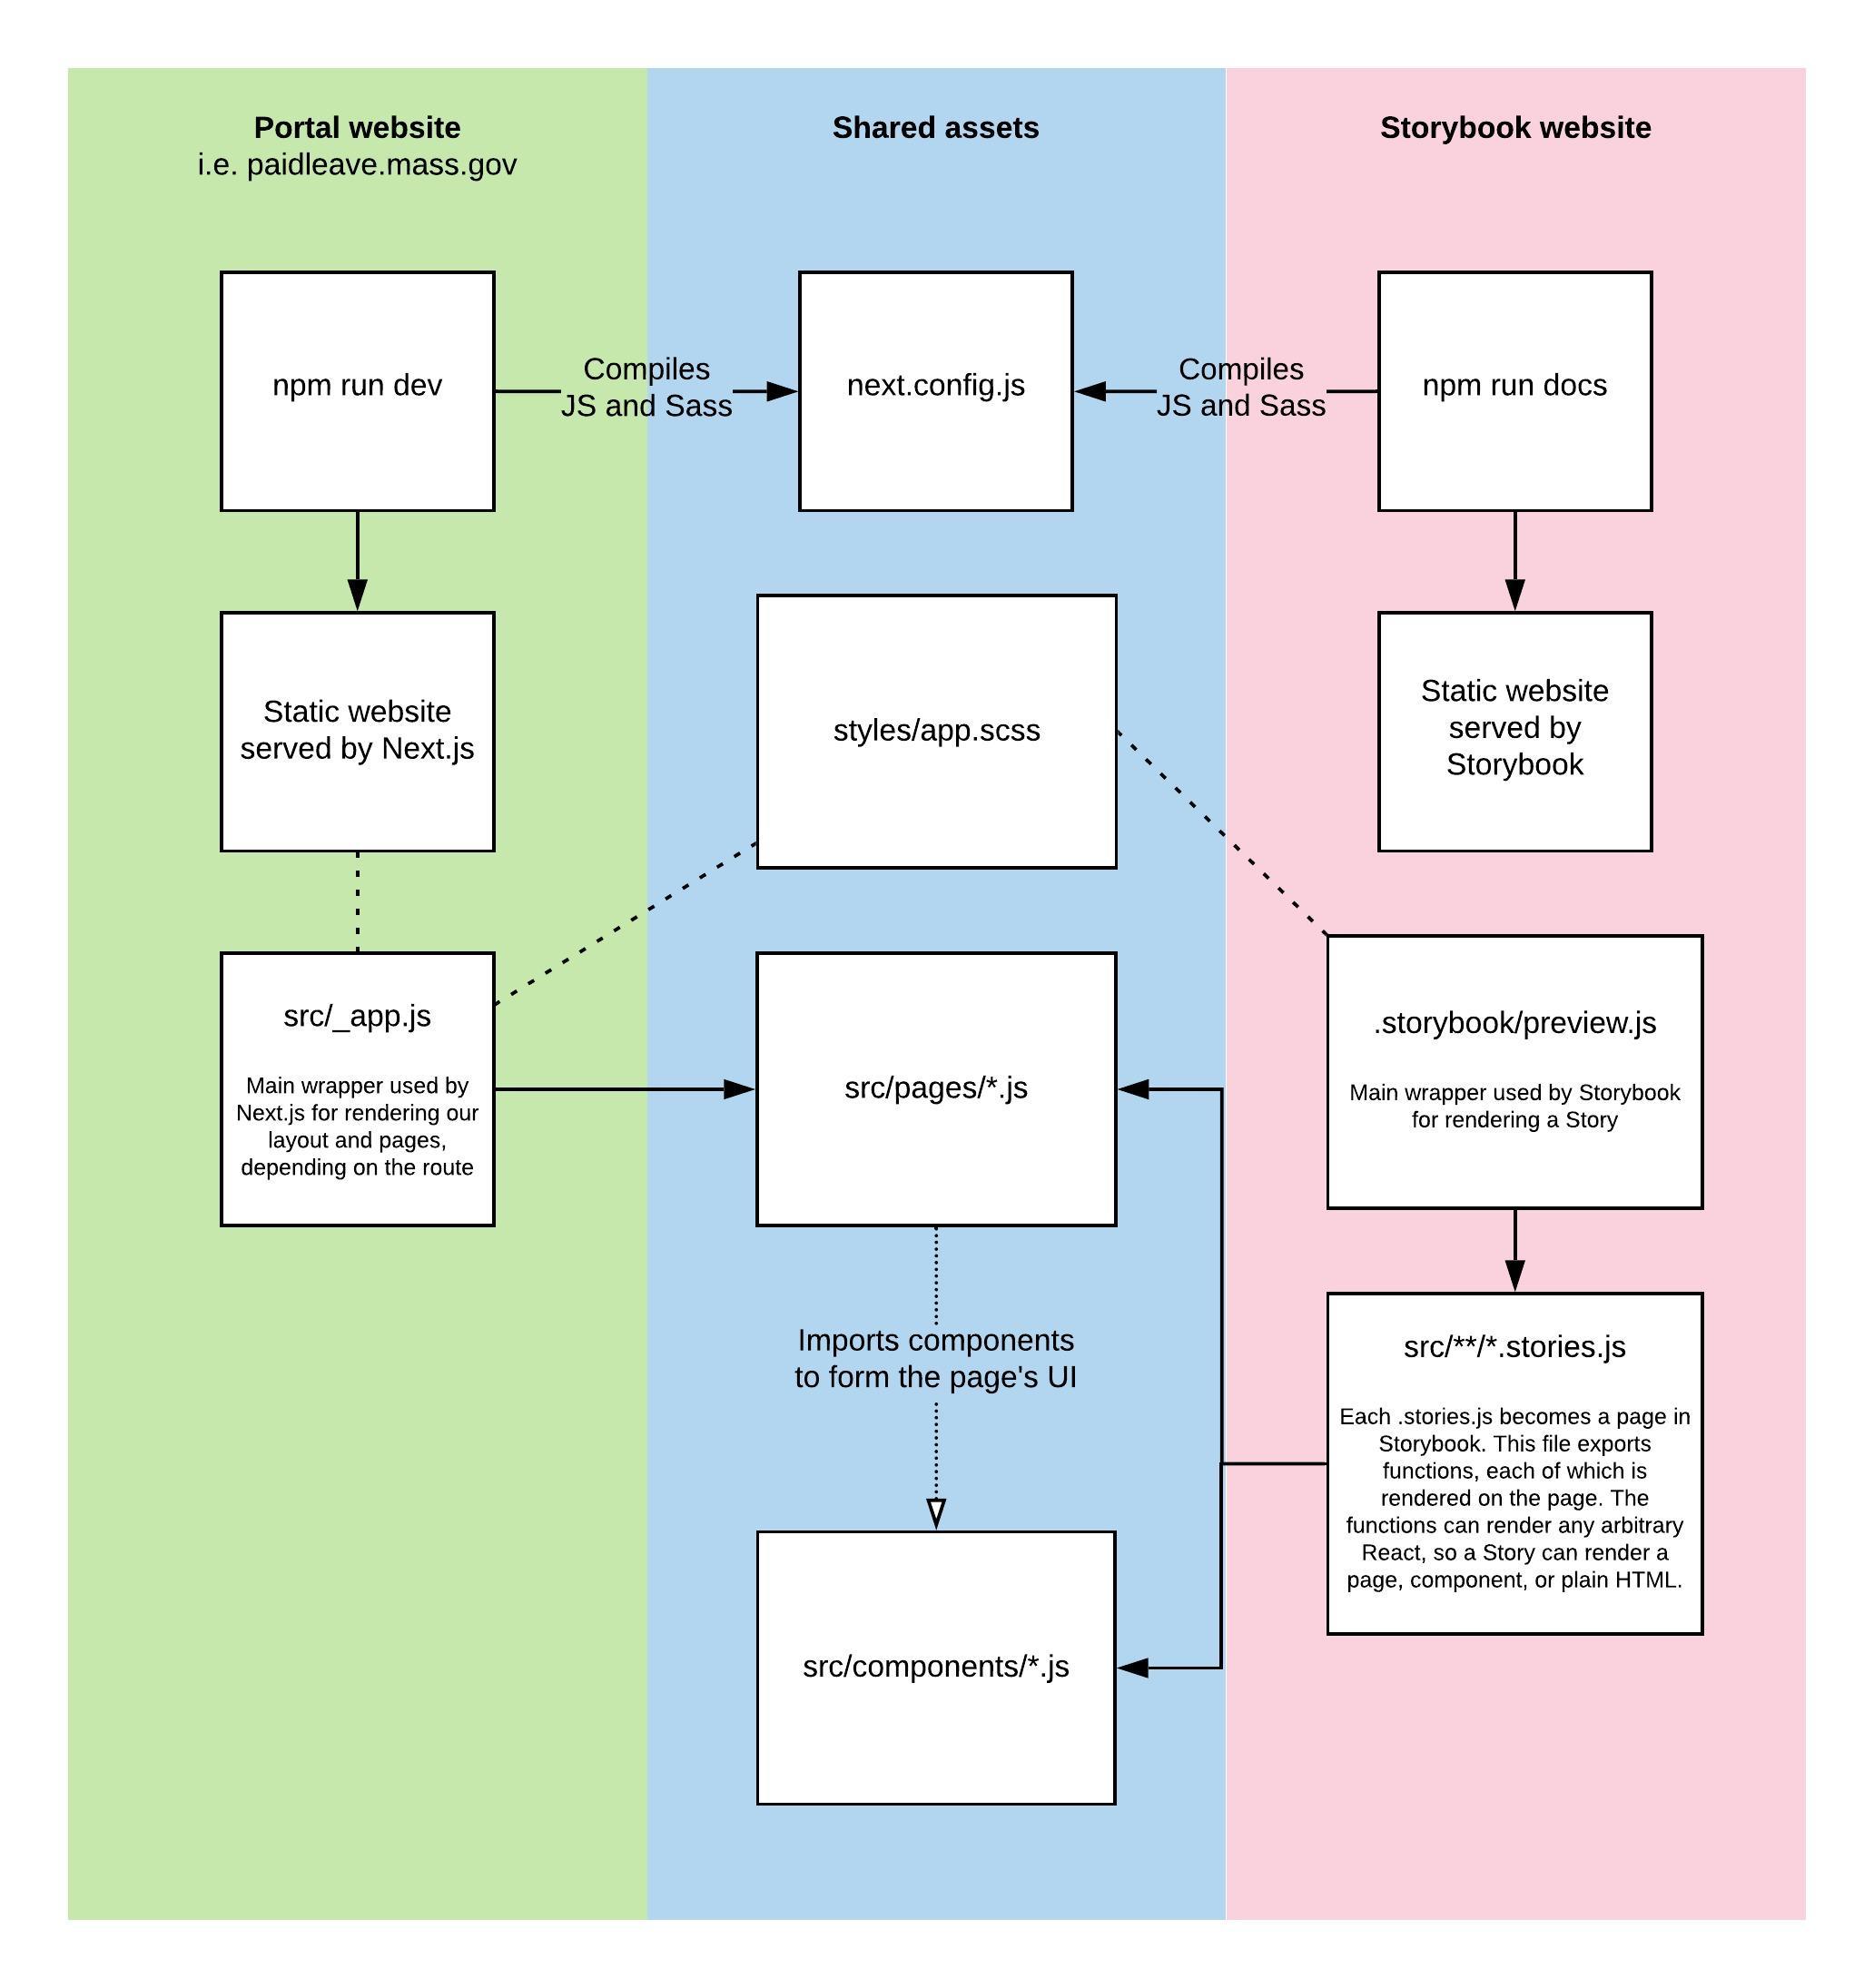 Portal website
i.e. paidleave.mass.gov
Shared assets
Storybook website
npm run dev
Compiles
JS and Sass
next.config.js
Compiles
JS and Sass
npm run docs
Static website
served by Next.js
styles/app.scss
Static website
served by
Storybook
src/_app.js
Main wrapper used by
Next.js for rendering our
layout and pages,
depending on the route
src/pages/*.js
.storybook/preview.js
Main wrapper used by Storybook
for rendering a Story
Imports components
to form the page's UI
src/**/*.stories.js
Each .stories.js becomes a page in
Storybook. This file exports
functions, each of which is
rendered on the page. The
functions can render any arbitrary
React, so a Story can render a
page, component, or plain HTML.
src/components/*.js